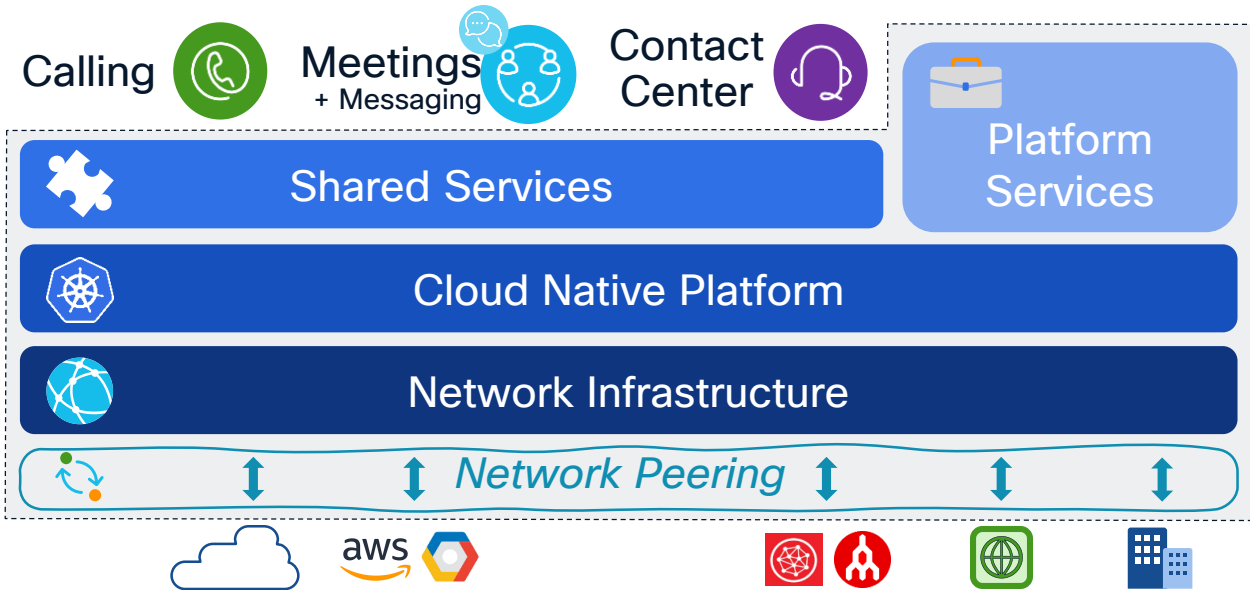 Calling
Meetings
+ Messaging
Contact
Center
Platform
Services
Shared Services
Cloud Native Platform
Network Infrastructure
Network Peering
aws